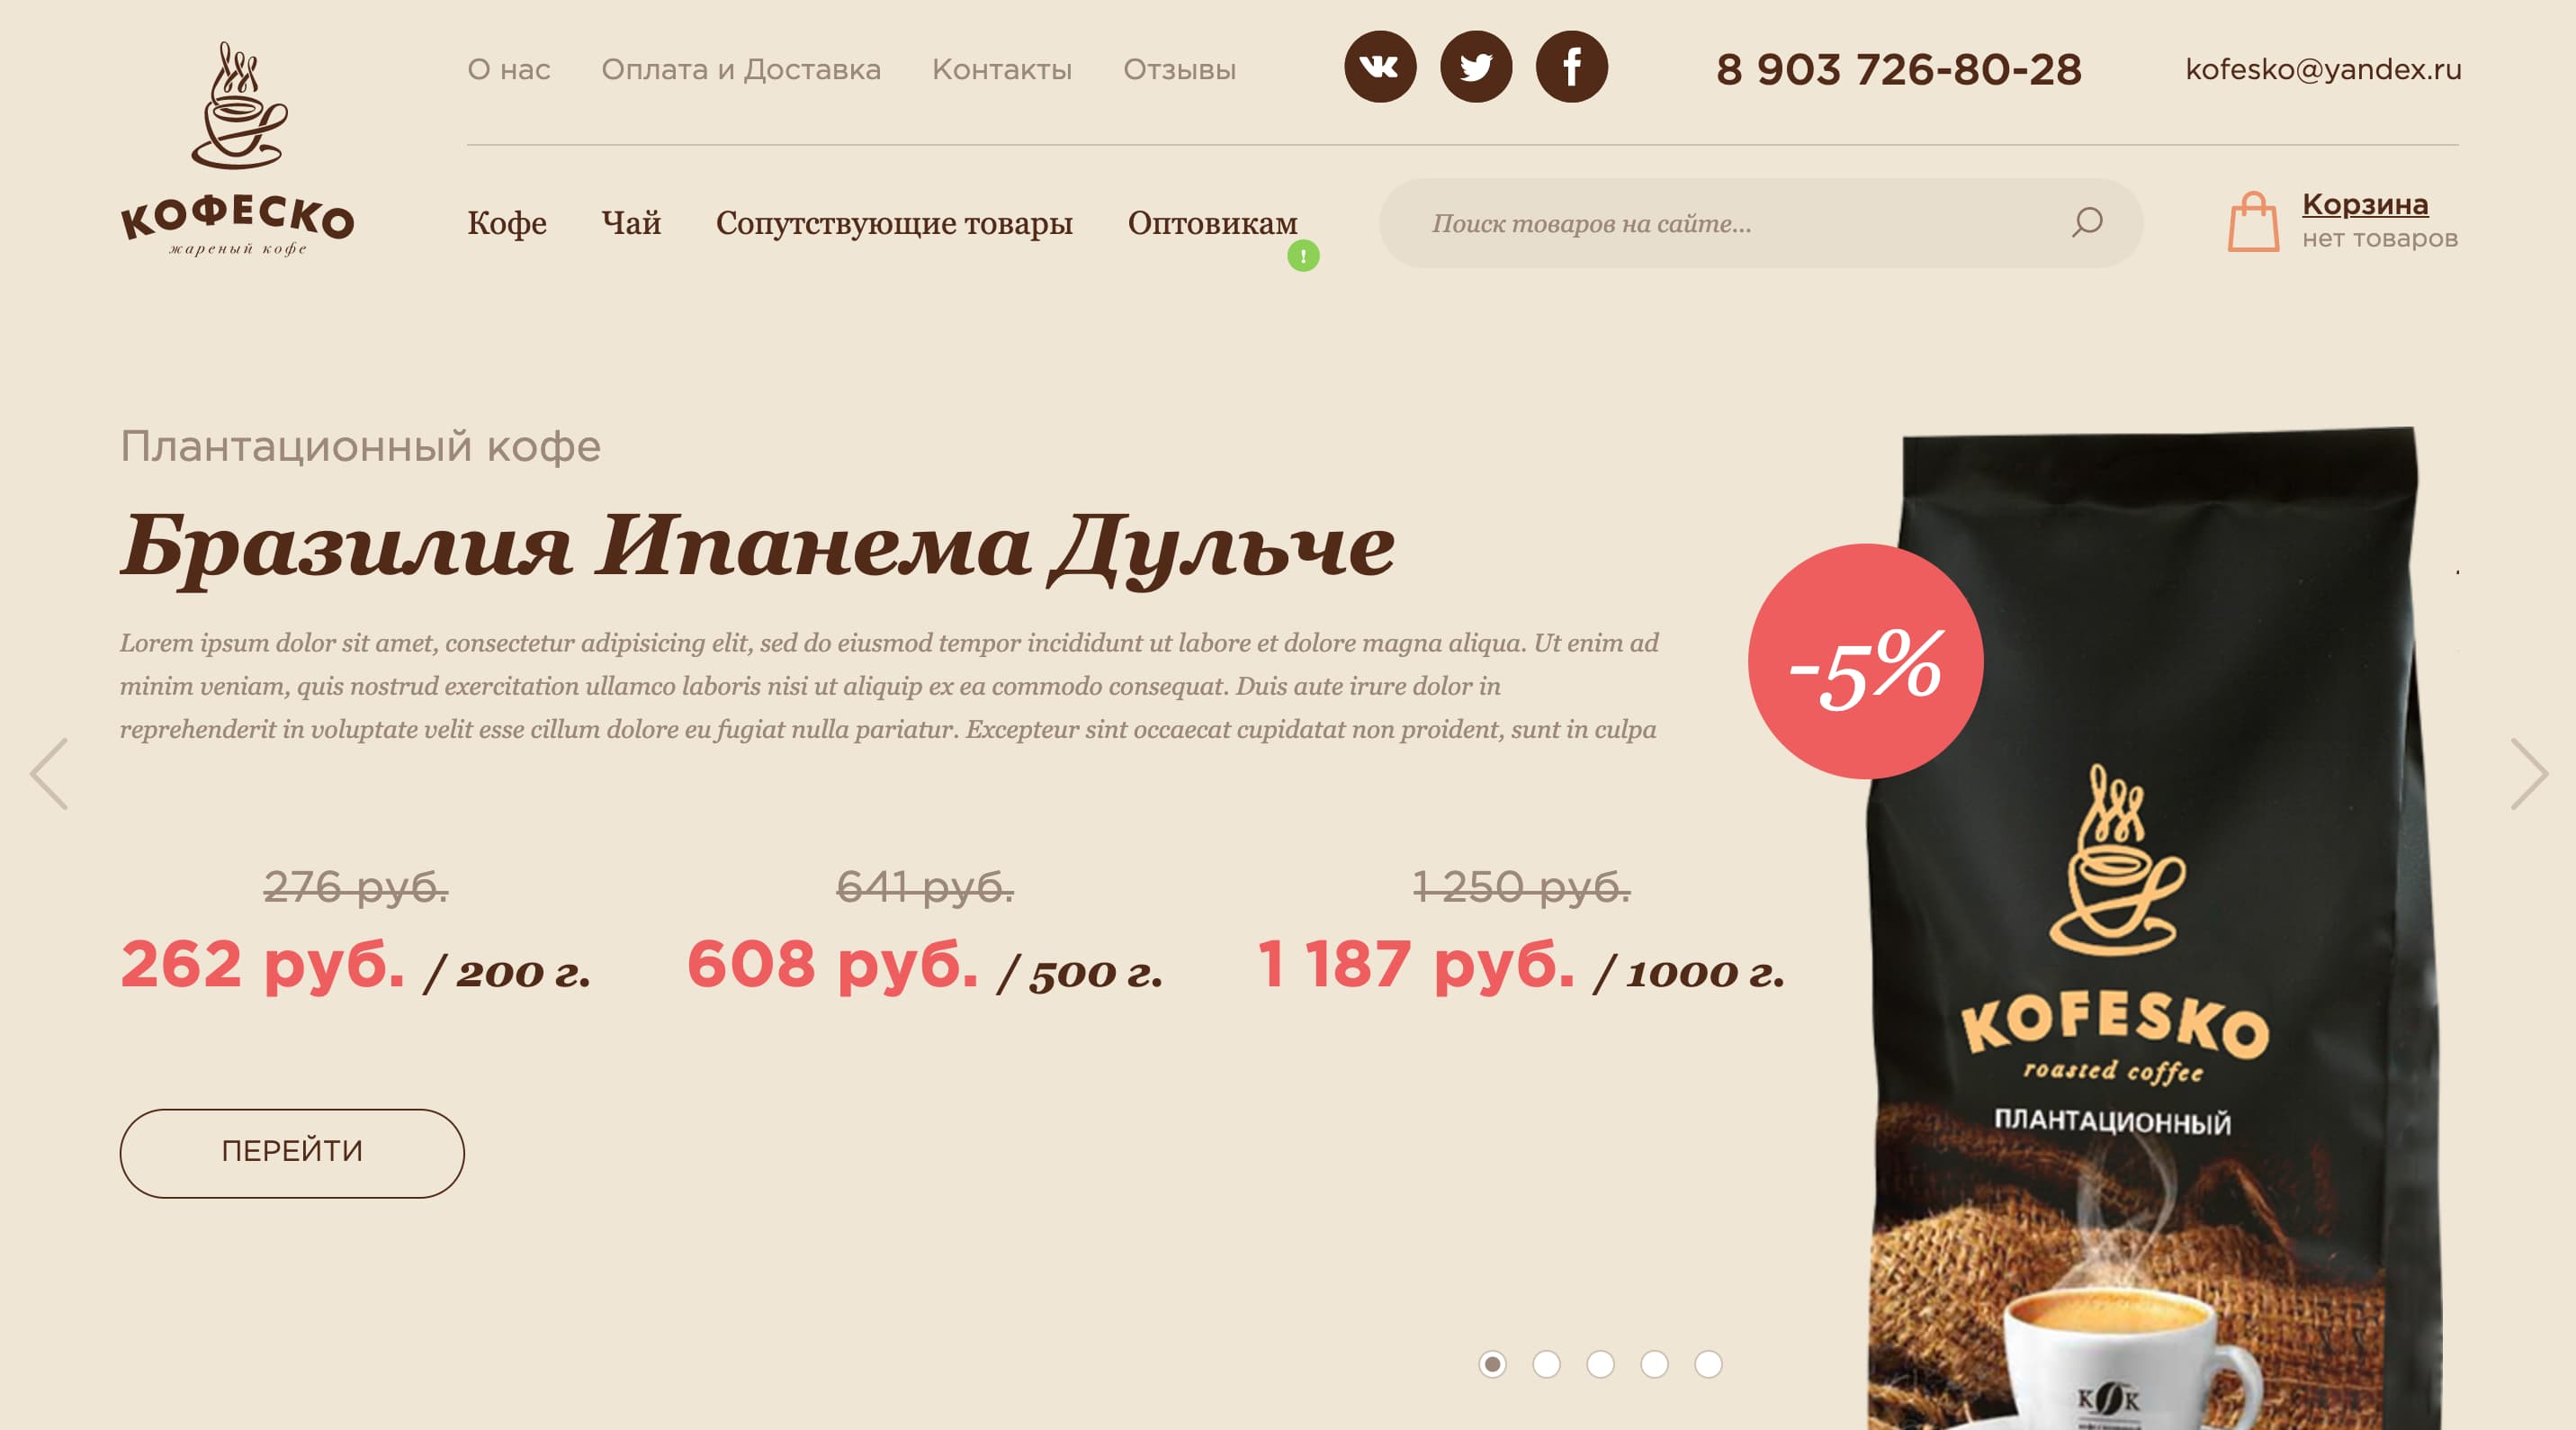 О нас Оплата и Доставка Контакты Отзывы
8 903 726-80-28
kofesko@yandex.ru
КОФЕСКО
жареный кофе
Кофе Чай Сопутствующие товары Оптовикам
!
Поиск товаров на сайте...
Корзина
нет товаров
Плантационный кофе
Бразилия Ипанема Дульче
Lorem ipsum dolor sit amet, consectetur adipisicing elit, sed do eiusmod tempor incididunt ut labore et dolore magna aliqua. Ut enim ad
minim veniam, quis nostrud exercitation ullamco laboris nisi ut aliquip ex ea commodo consequat. Duis aute irure dolor in
reprehenderit in voluptate velit esse cillum dolore eu fugiat nulla pariatur. Excepteur sint occaecat cupidatat non proident, sunt in culpa
276 руб.
262 руб. / 200 г.
641 руб.
608 руб. / 500 г.
1 250 руб.
1 187 руб. / 1000 г.
ПЕРЕЙТИ
-5%
KOFESKO
roasted coffee
ПЛАНТАЦИОННЫЙ
K K